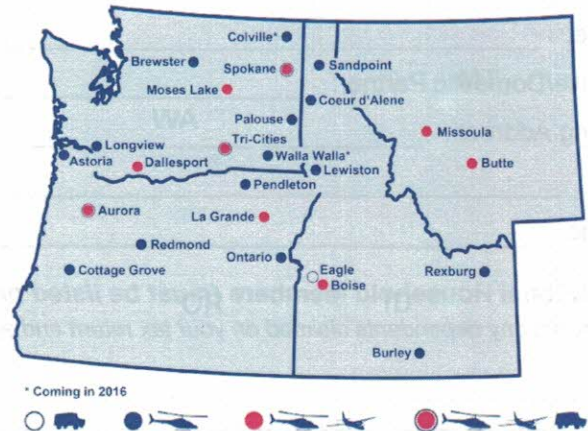 Colville*
Brewster
Spokane
Sandpoint
Moses Lake
Coeur d'Alene
Palouse
Missoula
Longview
Tri-Cities
Astoria
Dallesport
Walla Walla*
Lewiston
Butte
Pendleton
Aurora
La Grande
Redmond
Ontario
Eagle
Rexburg
Cottage Grove
Boise
Burley
* Coming in 2016